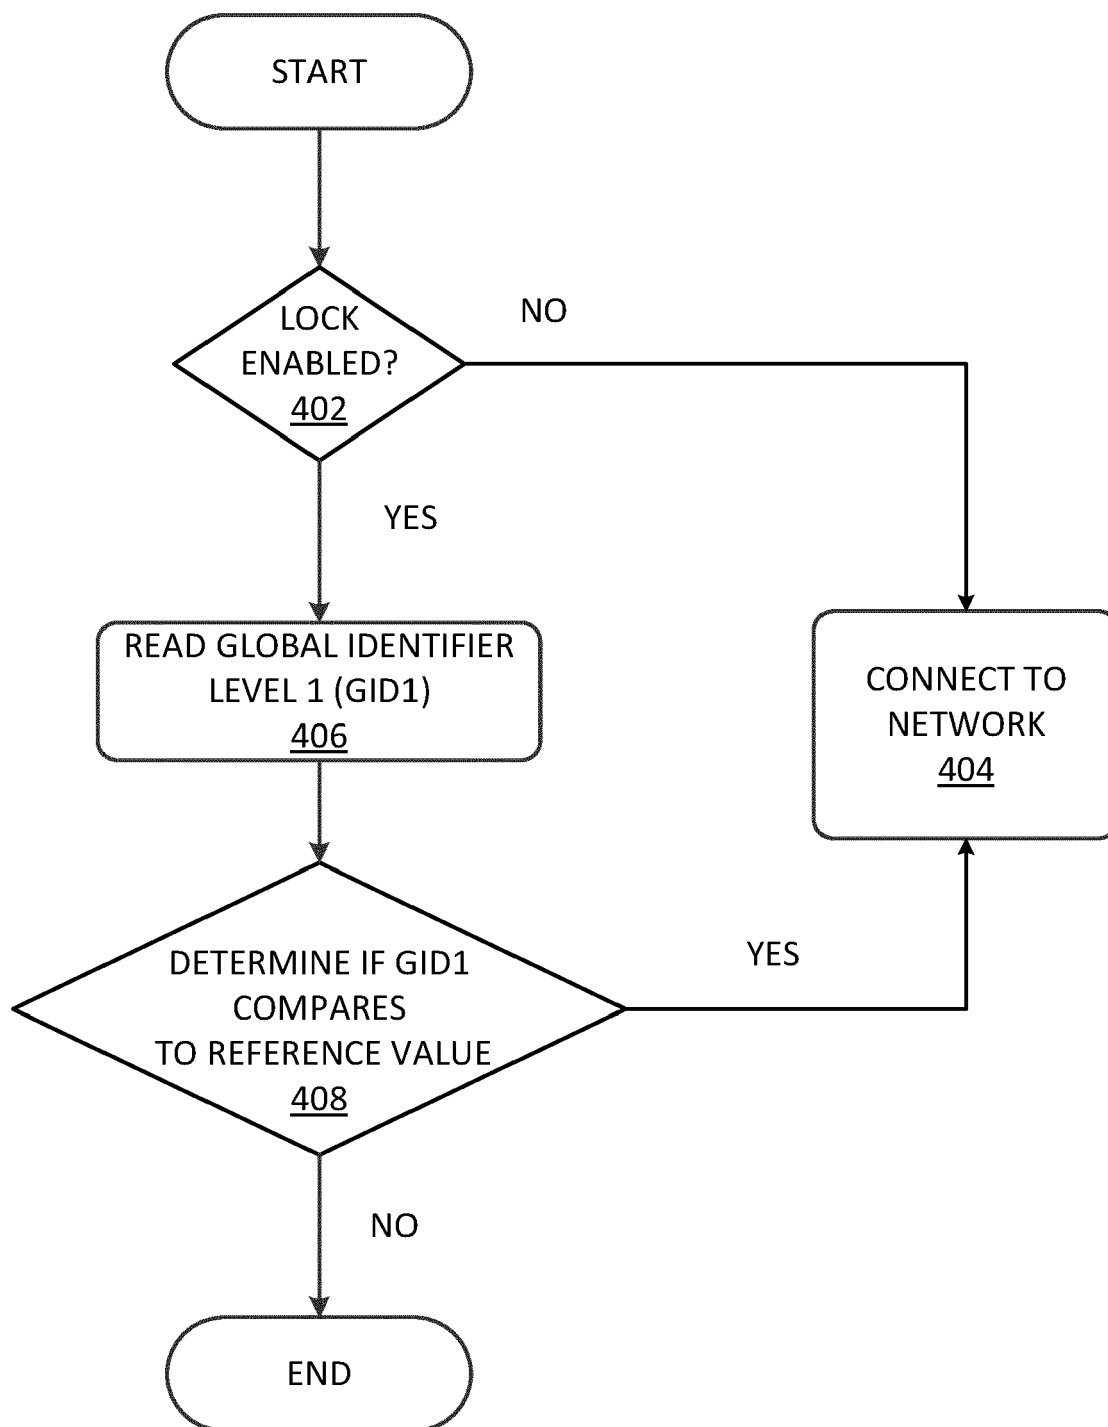 START
LOCK
ENABLED?
402
NO
YES
READ GLOBAL IDENTIFIER
LEVEL 1 (GID1)
406
CONNECT TO
NETWORK
404
DETERMINE IF GID1
COMPARES
TO REFERENCE VALUE
408
YES
NO
END